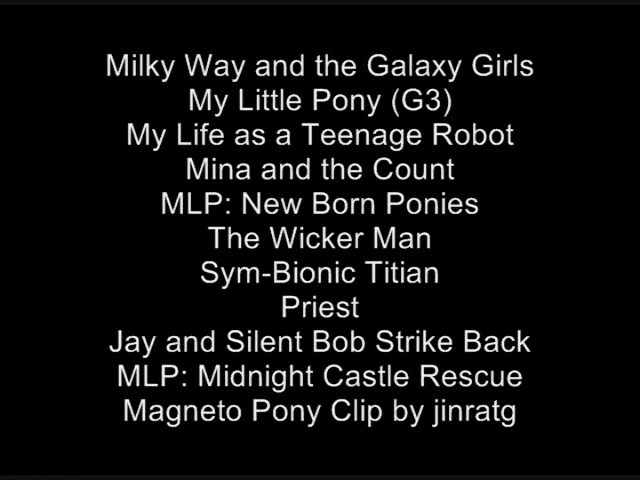 Milky Way and the Galaxy Girls
My Little Pony (G3)
My Life as a Teenage Robot
Mina and the Count
MLP: New Born Ponies
The Wicker Man
Sym-Bionic Titian
Priest
Jay and Silent Bob Strike Back
MLP: Midnight Castle Rescue
Magneto Pony Clip by jinratg